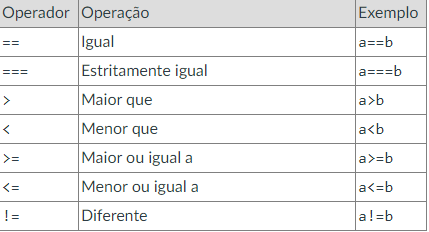 Operador Operação Exemplo
== Igual a==b
=== Estritamente igual a===b
> Maior que a>b
< Menor que a<b
>= Maior ou igual a a>=b
<= Menor ou igual a a<=b
!= Diferente a!=b